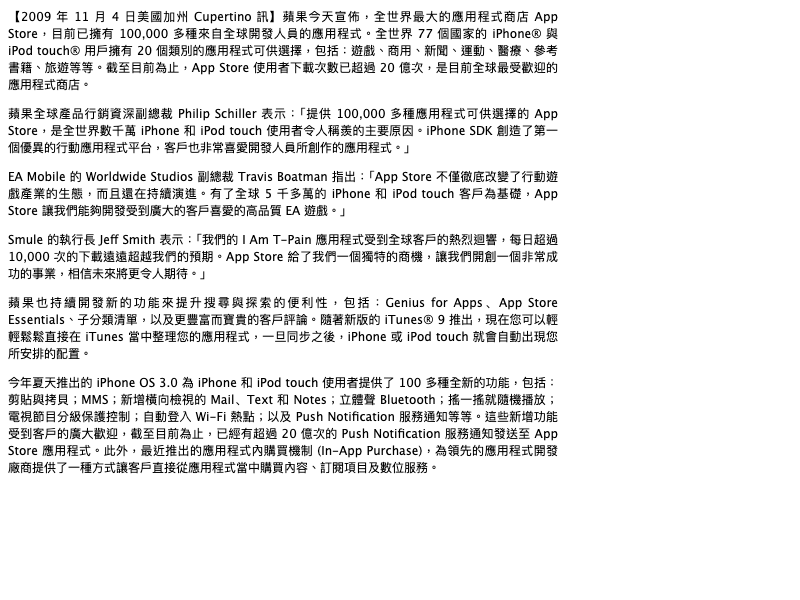 【2009 年 11 月 4 日美國加州 Cupertino 訊】蘋果今天宣佈，全世界最大的應用程式商店 App
Store，目前已擁有 100,000 多種來自全球開發人員的應用程式。全世界 77 個國家的 iPhone® 與
iPod touch® 用戶擁有 20 個類別的應用程式可供選擇，包括：遊戲、商用、新聞、運動、醫療、參考
書籍、旅遊等等。截至目前為止，App Store 使用者下載次數已超過 20 億次，是目前全球最受歡迎的
應用程式商店。
蘋果全球產品行銷資深副總裁 Philip Schiller 表示：「提供 100,000 多種應用程式可供選擇的 App
Store，是全世界數千萬 iPhone 和 iPod touch 使用者令人稱羨的主要原因。iPhone SDK 創造了第一
個優異的行動應用程式平台，客戶也非常喜愛開發人員所創作的應用程式。」
EA Mobile 的 Worldwide Studios 副總裁 Travis Boatman 指出：「App Store 不僅徹底改變了行動遊
戲產業的生態，而且還在持續演進。有了全球 5 千多萬的 iPhone 和 iPod touch 客戶為基礎，App
Store 讓我們能夠開發受到廣大的客戶喜愛的高品質 EA 遊戲。」
Smule 的執行長 Jeff Smith 表示：「我們的 I Am T-Pain 應用程式受到全球客戶的熱烈迴響，每日超過
10,000 次的下載遠遠超越我們的預期。App Store 給了我們一個獨特的商機，讓我們開創一個非常成
功的事業，相信未來將更令人期待。」
蘋果也持續開發新的功能來提升搜尋與探索的便利性，包括：Genius for Apps、App Store
Essentials、子分類清單，以及更豐富而寶貴的客戶評論。隨著新版的 iTunes® 9 推出，現在您可以輕
輕鬆鬆直接在 iTunes 當中整理您的應用程式，一旦同步之後，iPhone 或 iPod touch 就會自動出現您
所安排的配置。
今年夏天推出的 iPhone OS 3.0 為 iPhone 和 iPod touch 使用者提供了 100 多種全新的功能，包括：
剪貼與拷貝；MMS；新增橫向檢視的 Mail、Text 和 Notes；立體聲 Bluetooth；搖一搖就隨機播放；
電視節目分級保護控制；自動登入 Wi-Fi 熱點；以及 Push Notification 服務通知等等。這些新增功能
受到客戶的廣大歡迎，截至目前為止，已經有超過 20 億次的 Push Notification 服務通知發送至 App
Store 應用程式。此外，最近推出的應用程式內購買機制 (In-App Purchase)，為領先的應用程式開發
廠商提供了一種方式讓客戶直接從應用程式當中購買內容、訂閱項目及數位服務。